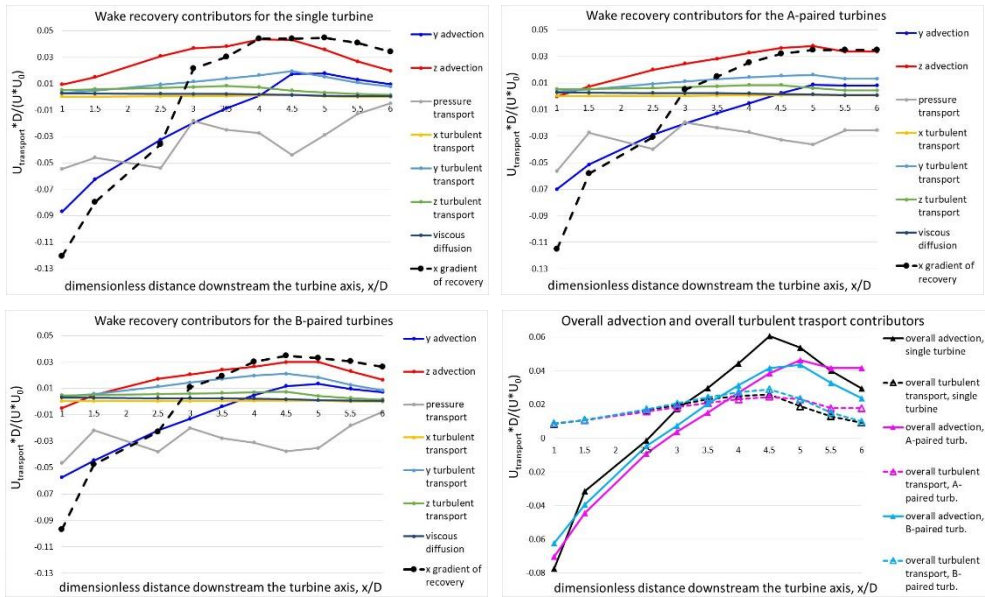 Wake recovery contributors for the single turbine
0.05
0.03
0.01
-0.01
-0.03
-0.05
-0.07
-0.09
-0.11
-0.13
U transport*D/(U*U0)
1 1.5 2 2.5 3 3.5 4 4.5 5 5.5 6
dimensionless distance downstream the turbine axis, x/D
y advection
z advection
pressure
transport
x turbulent
transport
y turbulent
transport
z turbulent
transport
viscous
diffusion
x gradient of
recovery
Wake recovery contributors for the A-paired turbines
0.05
0.03
0.01
-0.01
-0.03
-0.05
-0.07
-0.09
-0.11
-0.13
U transport*D/(U*U0)
1 1.5 2 2.5 3 3.5 4 4.5 5 5.5 6
dimensionless distance downstream the turbine axis, x/D
y advection
z advection
pressure
transport
x turbulent
transport
y turbulent
transport
z turbulent
transport
viscous
diffusion
x gradient of
recovery
Wake recovery contributors for the B-paired turbines
0.05
0.03
0.01
-0.01
-0.03
-0.05
-0.07
-0.09
-0.11
-0.13
U transport*D/(U*U0)
1 1.5 2 2.5 3 3.5 4 4.5 5 5.5 6
dimensionless distance downstream the turbine axis, x/D
y advection
z advection
pressure
transport
x turbulent
transport
y turbulent
transport
z turbulent
transport
viscous
diffusion
x gradient of
recovery
Overall advection and overall turbulent trasport contributors
0.06
0.04
0.02
0
-0.02
-0.04
-0.06
-0.08
U transport*D/(U*U0)
1 1.5 2 2.5 3 3.5 4 4.5 5 5.5 6
dimensionless distance downstream the turbine axis, x/D
overall advection,
single turbine
overall turbulent
transport, single
turbine
overall advection,
A-paired turb.
overall turbulent
transport, A-
paired turb.
overall advection,
B-paired turb.
overall turbulent
transport, B-
paired turb.